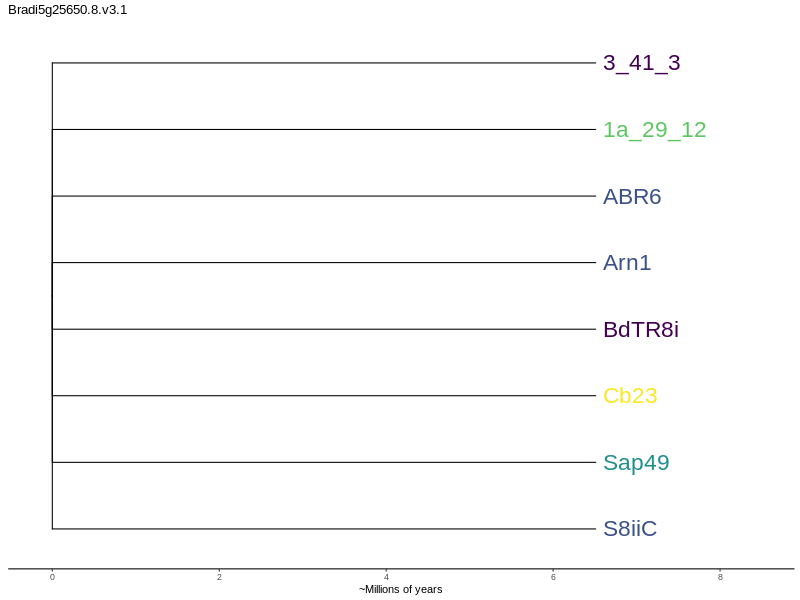 Bradi5g25650.8.v3.1
3_41_3
1a_29_12
ABR6
Arn1
BdTR8i
Cb23
Sap49
S8iiC
0 2 4 6 8
~Millions of years